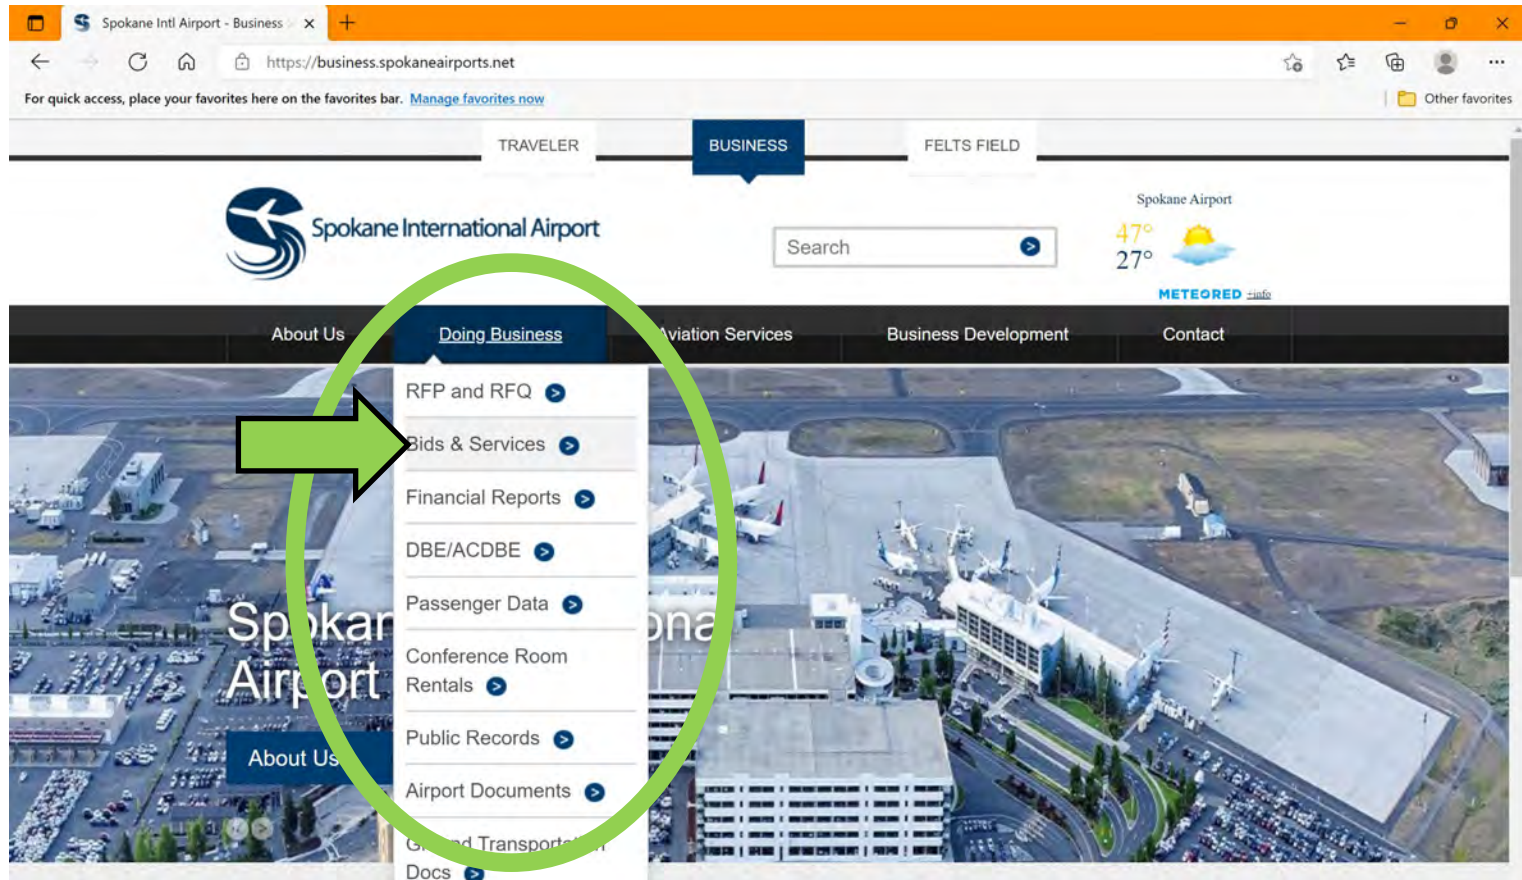 Spokane Intl Airport - Business
https://business.spokaneairports.net
For quick access, place your favorites here on the favorites bar. Manage favorites now
Other favorites
TRAVELER BUSINESS FELTS FIELD
Spokane International Airport
Search
Spokane Airport
47°
27°
METEORED +info
About Us Doing Business Aviation Services Business Development Contact
RFP and RFQ
Bids & Services
Financial Reports
DBE/ACDBE
Passenger Data
Conference Room
Rentals
Public Records
Airport Documents
Docs
Airport
About Us